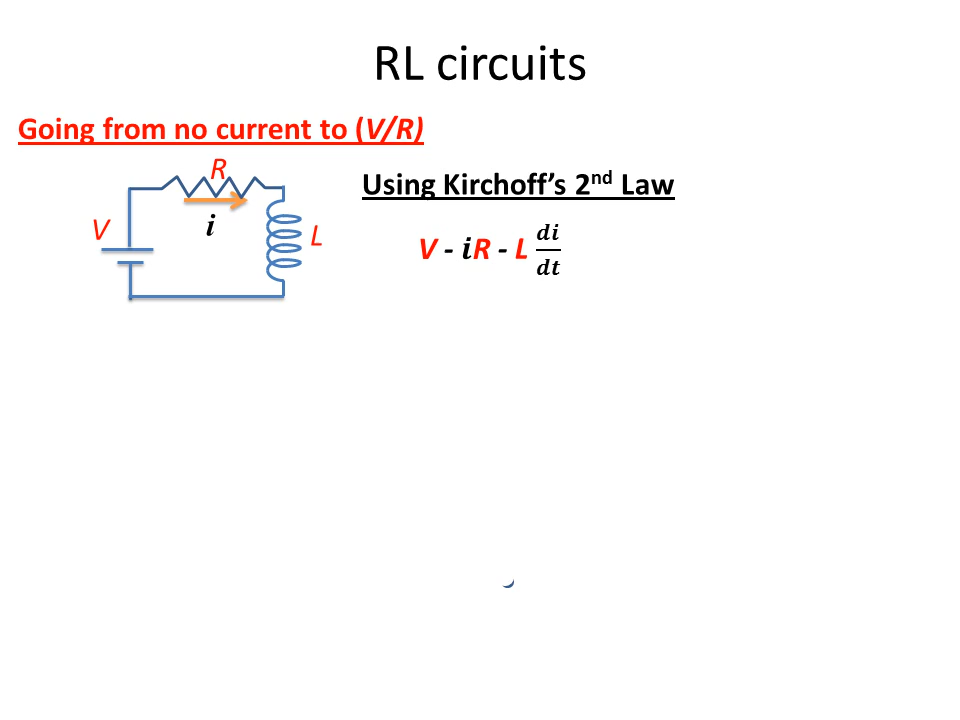 RL circuits
Going from no current to (V/R)
R
Using Kirchoff's 2nd Law
V
i
L
V - iR - L di/dt